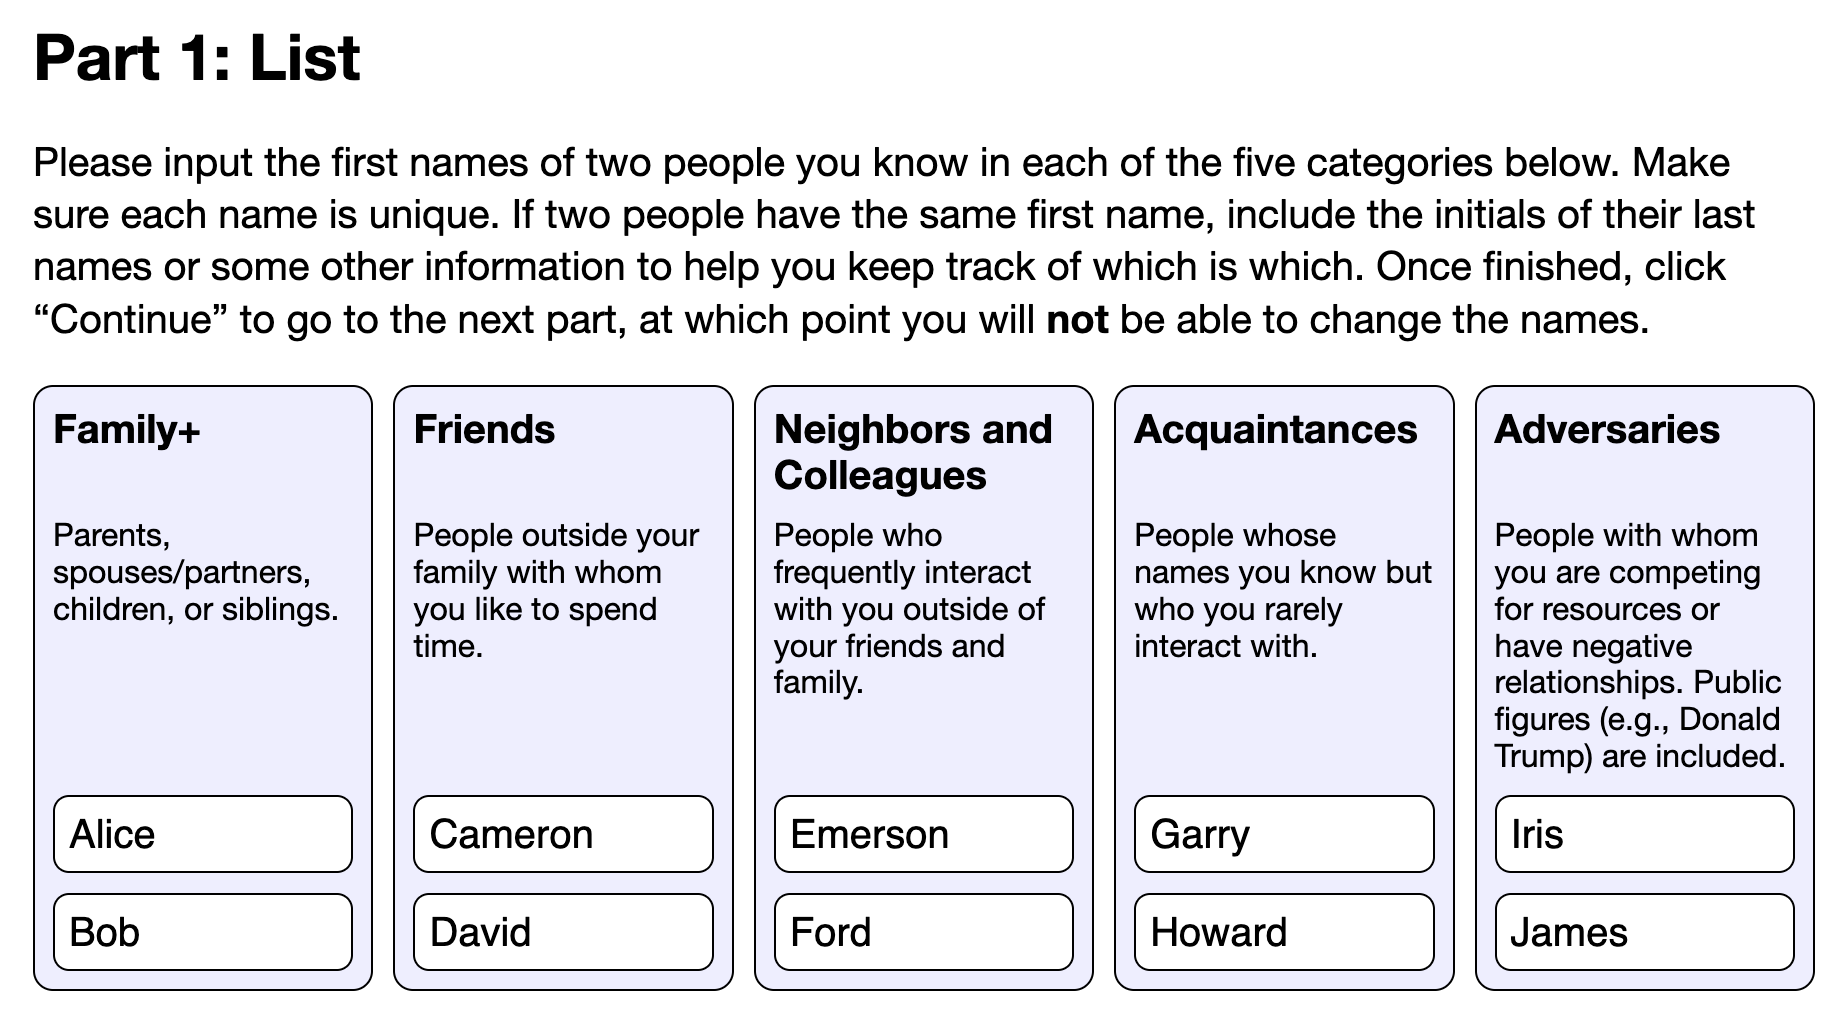 Part 1: List
Please input the first names of two people you know in each of the five categories below. Make
sure each name is unique. If two people have the same first name, include the initials of their last
names or some other information to help you keep track of which is which. Once finished, click
“Continue” to go to the next part, at which point you will not be able to change the names.
Family+
Parents,
spouses/partners,
children, or siblings.
Alice
Bob
Friends
People outside your
family with whom
you like to spend
time.
Cameron
David
Neighbors and
Colleagues
People who
frequently interact
with you outside of
your friends and
family.
Emerson
Ford
Acquaintances
People whose
names you know but
who you rarely
interact with.
Garry
Howard
Adversaries
People with whom
you are competing
for resources or
have negative
relationships. Public
figures (e.g., Donald
Trump) are included.
Iris
James